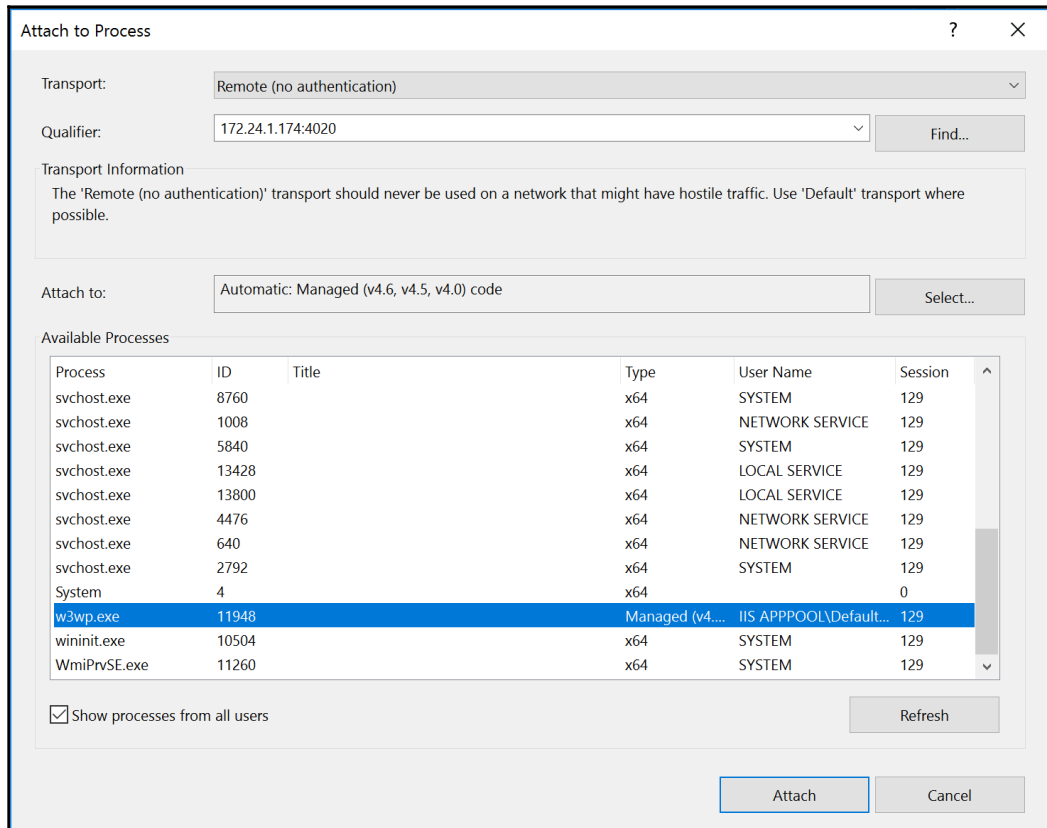 Attach to Process
? 
Transport: Remote (no authentication)
Qualifier: 172.24.1.174:4020 Find...
Transport Information
The 'Remote (no authentication)' transport should never be used on a network that might have hostile traffic. Use 'Default' transport where
possible.
Attach to: Automatic: Managed (v4.6, v4.5, v4.0) code Select...
Available Processes
Process ID Title Type User Name Session
svchost.exe 8760 x64 SYSTEM 129
svchost.exe 1008 x64 NETWORK SERVICE 129
svchost.exe 5840 x64 SYSTEM 129
svchost.exe 13428 x64 LOCAL SERVICE 129
svchost.exe 13800 x64 LOCAL SERVICE 129
svchost.exe 4476 x64 NETWORK SERVICE 129
svchost.exe 640 x64 NETWORK SERVICE 129
svchost.exe 2792 x64 SYSTEM 129
System 4 x64 0
w3wp.exe 11948 Managed (v4.... IIS APPPOOL\Default... 129
wininit.exe 10504 x64 SYSTEM 129
WmiPrvSE.exe 11260 x64 SYSTEM 129
Show processes from all users Refresh
Attach Cancel